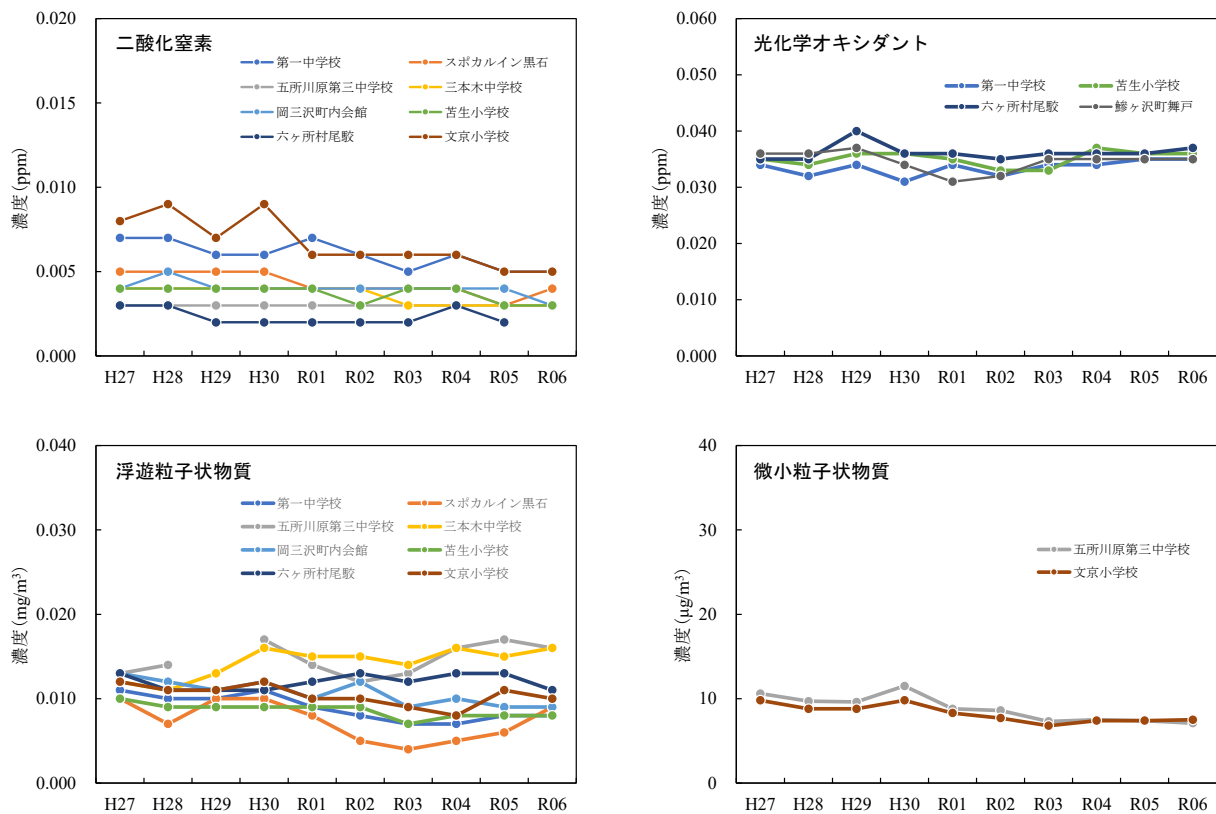 二酸化窒素
第一中学校
スポカルイン黒石
五所川原第三中学校
三本木中学校
岡三沢町内会館
苫生小学校
六ヶ所村尾駮
文京小学校
濃度(ppm)
0.020
0.015
0.010
0.005
0.000
H27 H28 H29 H30 R01 R02 R03 R04 R05 R06
光化学オキシダント
第一中学校
苫生小学校
六ヶ所村尾駮
鰺ヶ沢町舞戸
濃度(ppm)
0.060
0.050
0.040
0.030
0.020
0.010
0.000
H27 H28 H29 H30 R01 R02 R03 R04 R05 R06
浮遊粒子状物質
第一中学校
スポカルイン黒石
五所川原第三中学校
三本木中学校
岡三沢町内会館
苫生小学校
六ヶ所村尾駮
文京小学校
濃度(mg/m³)
0.040
0.030
0.020
0.010
0.000
H27 H28 H29 H30 R01 R02 R03 R04 R05 R06
微小粒子状物質
五所川原第三中学校
文京小学校
濃度(μg/m³)
40
30
20
10
0
H27 H28 H29 H30 R01 R02 R03 R04 R05 R06